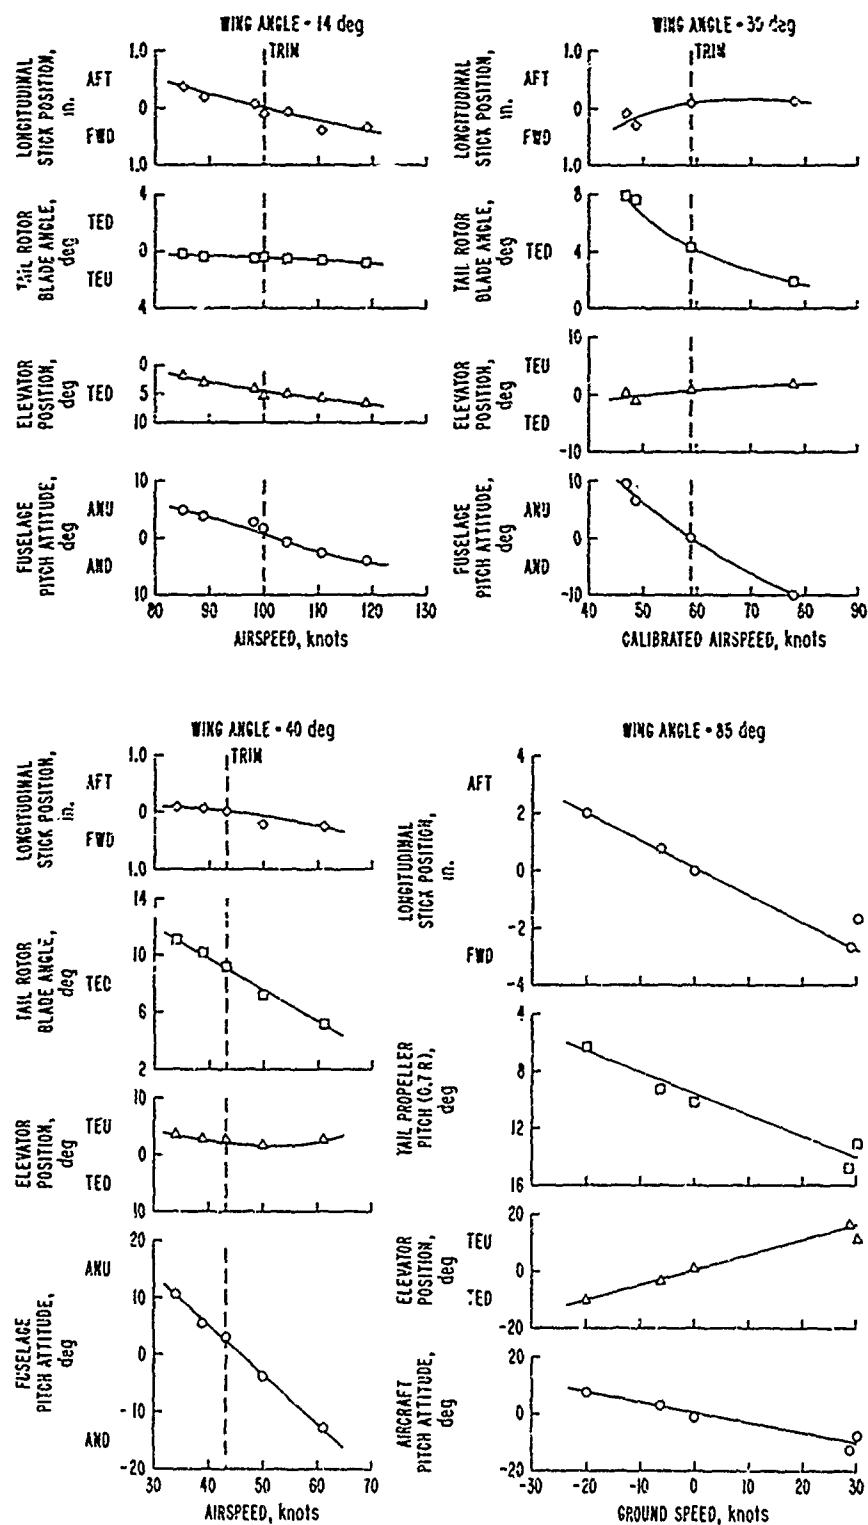 WING ANGLE = 14 deg
TRIM
LONGITUDINAL
STICK POSITION,
in.
AFT
FWD
1.0
0
1.0
TAIL ROTOR
BLADE ANGLE,
deg
TED
TEU
4
0
4
ELEVATOR
POSITION,
deg
TED
0
5
10
FUSELAGE
PITCH ATTITUDE,
deg
ANU
AND
10
0
10
80 90 100 110 120 130
AIRSPEED, knots
WING ANGLE = 30 deg
TRIM
LONGITUDINAL
STICK POSITION,
in.
AFT
FWD
1.0
0
1.0
TAIL ROTOR
BLADE ANGLE,
deg
TED
8
4
0
ELEVATOR
POSITION,
deg
TEU
TED
10
0
-10
FUSELAGE
PITCH ATTITUDE,
deg
ANU
AND
10
0
-10
40 50 60 70 80 90
CALIBRATED AIRSPEED, knots
WING ANGLE = 40 deg
TRIM
LONGITUDINAL
STICK POSITION,
in.
AFT
FWD
1.0
0
1.0
TAIL ROTOR
BLADE ANGLE,
deg
TED
14
10
6
2
ELEVATOR
POSITION,
deg
TEU
TED
10
0
10
FUSELAGE
PITCH ATTITUDE,
deg
ANU
AND
20
10
0
-10
-20
30 40 50 60 70
AIRSPEED, knots
WING ANGLE = 85 deg
LONGITUDINAL
STICK POSITION,
in.
AFT
FWD
4
2
0
-2
-4
TAIL PROPELLER
PITCH (0.7 R),
deg
4
8
12
16
ELEVATOR
POSITION,
deg
TEU
TED
20
0
-20
AIRCRAFT
PITCH ATTITUDE,
deg
20
0
-20
-30 -20 -10 0 10 20 30
GROUND SPEED, knots